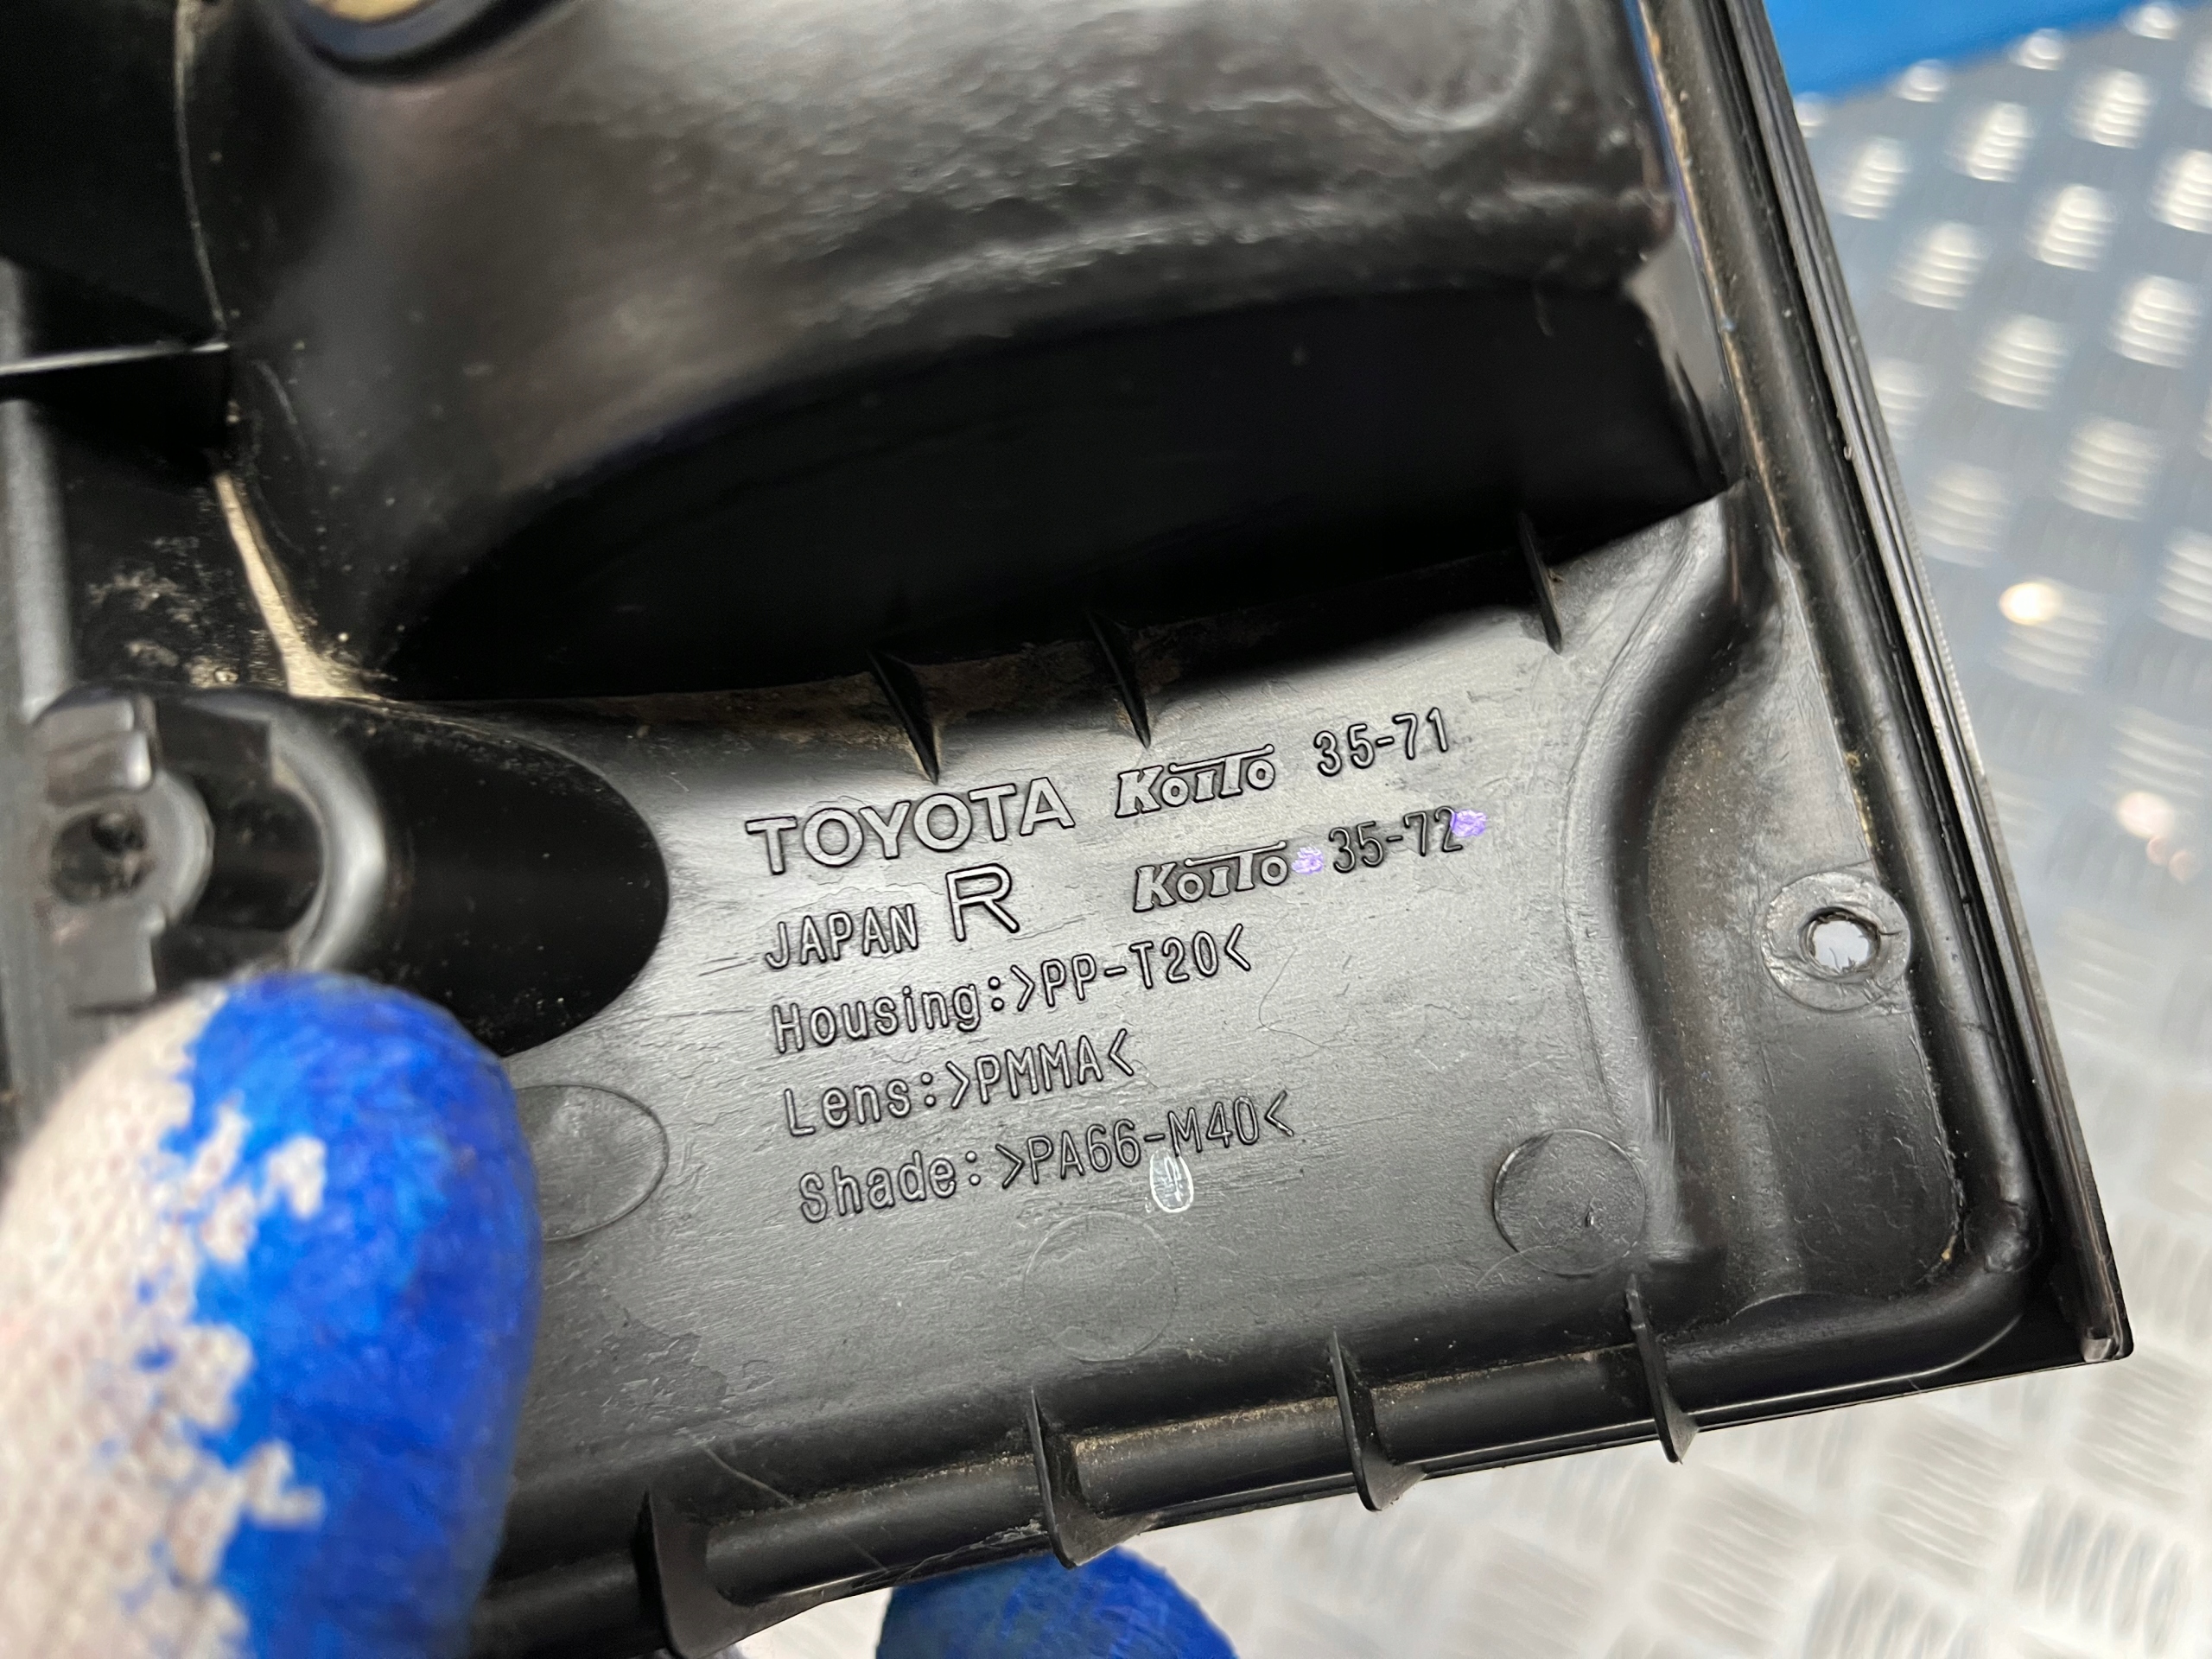 TOYOTA KOITO 35-71
JAPAN R KOITO 35-72
Housing:>PP-T20<
Lens:>PMMA<
Shade:>PA66-M40<